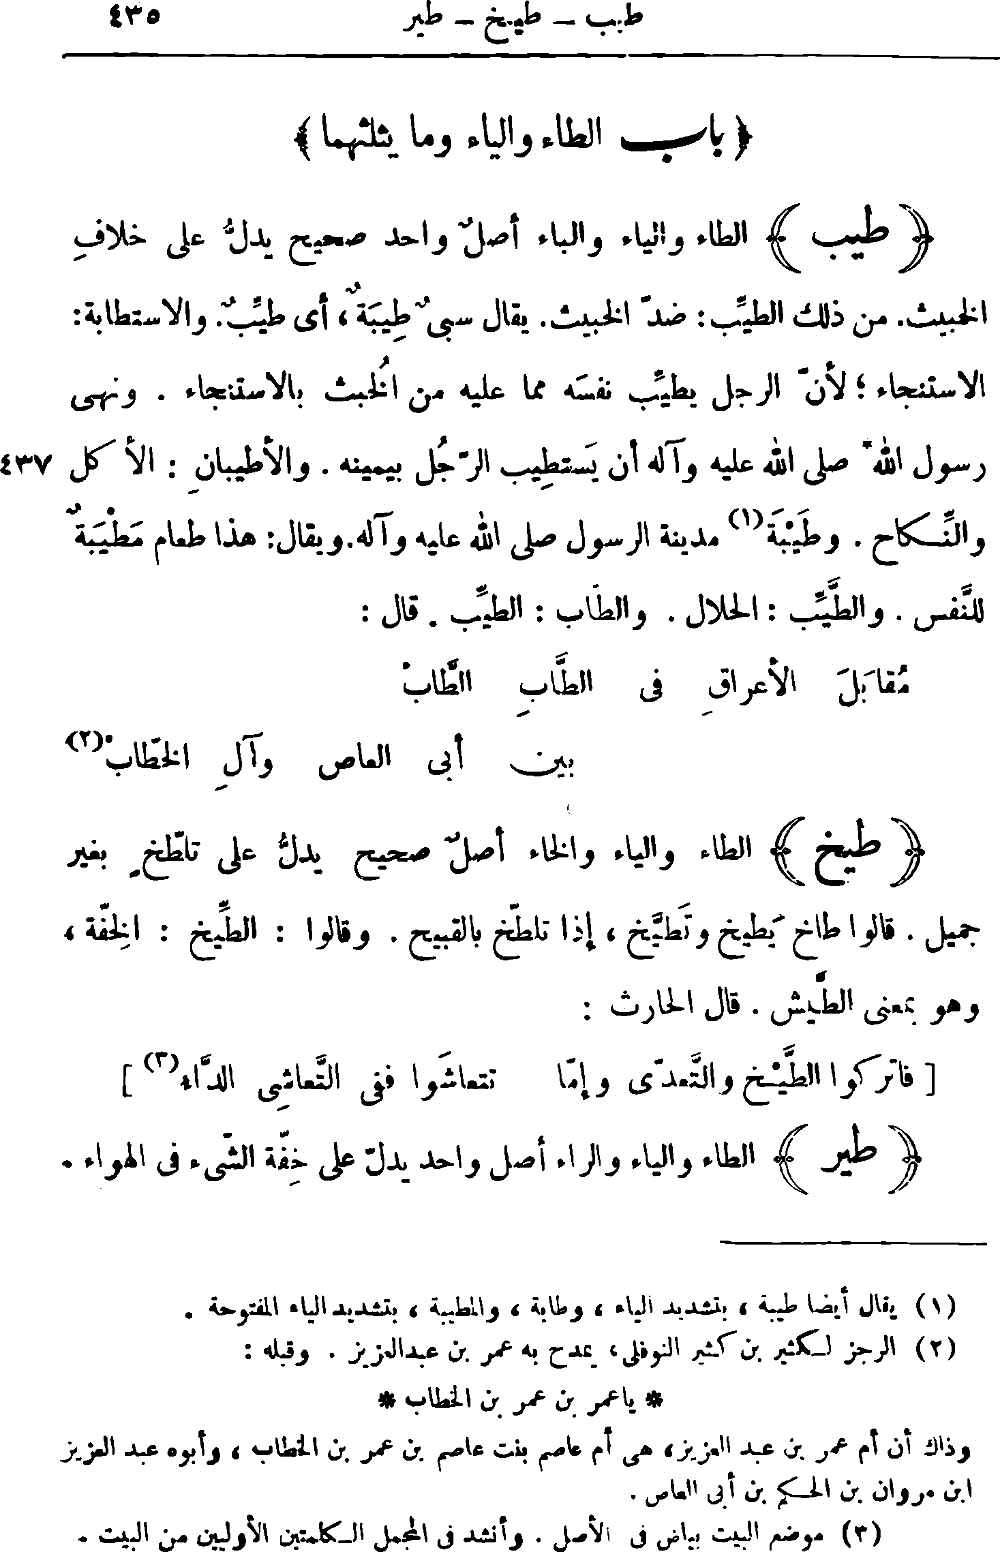 طيب – طيخ – طير ٤٣٥
﴿ باب الطاء والياء وما يثلثهما ﴾
﴿ طيب ﴾ الطاء والياء والباء أصلٌ واحد صحيح يدلُّ على خلافِ
الخبيث. من ذلك الطيِّب: ضدّ الخبيث. يقال سبىٌ طِيبَةٌ، أى طيِّبٌ. والاستطابة:
الاستنجاء؛ لأنّ الرجل يطيِّب نفسَه مما عليه من الُخبث بالاستنجاء . ونهى
رسول الله صلى الله عليه وآله أن يَستطِيب الرّجُل بيمينه . والأطيبانِ : الأكل ٤٣٧
والنِّكاح . وطَيْبَة(١) مدينة الرسول صلى الله عليه وآله. ويقال: هذا طعام مَطْيَبَةٌ
للنَّفس . والطَّيِّب : الحلال . والطاب : الطيِّب . قال :
مُقابَلَ الأعراقِ فى الطَّابِ الطَّابْ
بين أبى العاص وآلِ الخطّابْ(٢)
﴿ طيخ ﴾ الطاء والياء والخاء أصلٌ صحيح يدلُّ على تلطّخٍ بغير
جميل . قالوا طاخ يَطيخ وتَطيَّخ ، إذا تلطّخ بالقبيح . وقالوا : الطِّيخ : الخِفّة ،
وهو بمعنى الطَّيش . قال الحارث :
[ فاتركوا الطَّيْخ والتَّعدّى وإمّا تتعاشَوا ففى التَّعاشِى الدَّاء(٣) ]
﴿ طير ﴾ الطاء والياء والراء أصل واحد يدلّ على خِفّة الشّىء فى الهواء .
(١) يقال أيضا طيبة ، بتشديد الياء ، وطابة ، والمطيبة ، بتشديد الياء المفتوحة .
(٢) الرجز لكثير بن كثير النوفلى، يمدح به عمر بن عبدالعزيز . وقبله :
* ياعمر بن عمر بن الخطاب *
وذاك أن أم عمر بن عبد العزيز، هى أم عاصم بنت عاصم بن عمر بن الخطاب ، وأبوه عبد العزيز
ابن مروان بن الحكم بن أبى العاص .
(٣) موضع البيت بياض فى الأصل . وأنشد فى المجمل الكلمتين الأوليين من البيت .